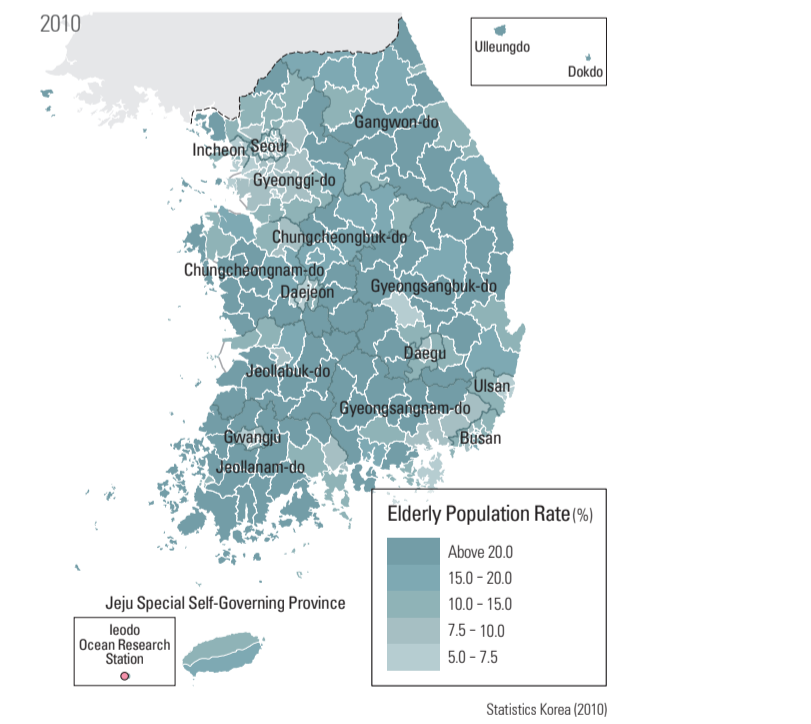 2010
Ulleungdo
Dokdo
Gangwon-do
Incheon
Seoul
Gyeonggi-do
Chungcheongbuk-do
Chungcheongnam-do
Daejeon
Gyeongsangbuk-do
Daegu
Jeollabuk-do
Ulsan
Gyeongsangnam-do
Gwangju
Busan
Jeollanam-do
Elderly Population Rate (%)
Above 20.0
15.0 - 20.0
10.0 - 15.0
7.5 - 10.0
5.0 - 7.5
Jeju Special Self-Governing Province
Ieodo
Ocean Research
Station
Statistics Korea (2010)